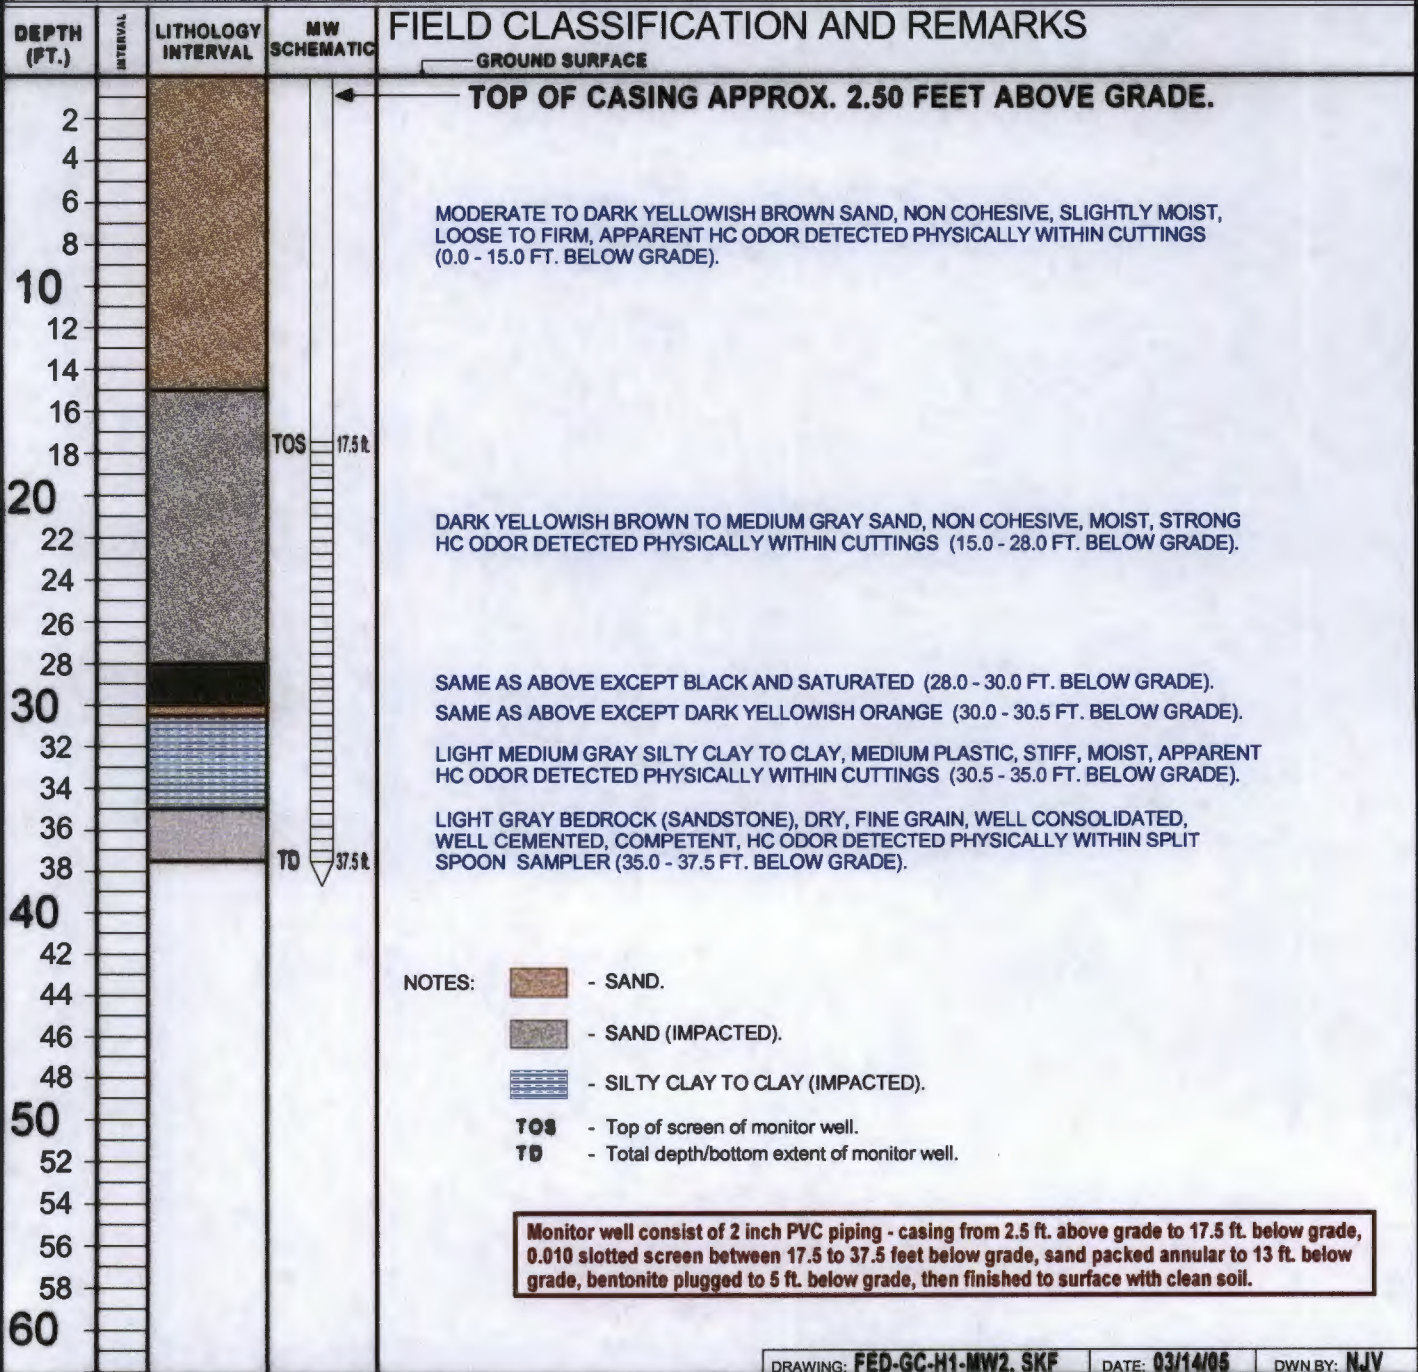 DEPTH (FT.)
INTERVAL
LITHOLOGY INTERVAL
MW SCHEMATIC
FIELD CLASSIFICATION AND REMARKS
GROUND SURFACE
TOP OF CASING APPROX. 2.50 FEET ABOVE GRADE.
2
4
6
8
10
12
14
16
18
20
22
24
26
28
30
32
34
36
38
40
42
44
46
48
50
52
54
56
58
60
TOS 17.5 ft.
TD 37.5 ft.
MODERATE TO DARK YELLOWISH BROWN SAND, NON COHESIVE, SLIGHTLY MOIST,
LOOSE TO FIRM, APPARENT HC ODOR DETECTED PHYSICALLY WITHIN CUTTINGS
(0.0 - 15.0 FT. BELOW GRADE).
DARK YELLOWISH BROWN TO MEDIUM GRAY SAND, NON COHESIVE, MOIST, STRONG
HC ODOR DETECTED PHYSICALLY WITHIN CUTTINGS (15.0 - 28.0 FT. BELOW GRADE).
SAME AS ABOVE EXCEPT BLACK AND SATURATED (28.0 - 30.0 FT. BELOW GRADE).
SAME AS ABOVE EXCEPT DARK YELLOWISH ORANGE (30.0 - 30.5 FT. BELOW GRADE).
LIGHT MEDIUM GRAY SILTY CLAY TO CLAY, MEDIUM PLASTIC, STIFF, MOIST, APPARENT
HC ODOR DETECTED PHYSICALLY WITHIN CUTTINGS (30.5 - 35.0 FT. BELOW GRADE).
LIGHT GRAY BEDROCK (SANDSTONE), DRY, FINE GRAIN, WELL CONSOLIDATED,
WELL CEMENTED, COMPETENT, HC ODOR DETECTED PHYSICALLY WITHIN SPLIT
SPOON SAMPLER (35.0 - 37.5 FT. BELOW GRADE).
NOTES: - SAND.
- SAND (IMPACTED).
- SILTY CLAY TO CLAY (IMPACTED).
TOS - Top of screen of monitor well.
TD - Total depth/bottom extent of monitor well.
Monitor well consist of 2 inch PVC piping - casing from 2.5 ft. above grade to 17.5 ft. below grade,
0.010 slotted screen between 17.5 to 37.5 feet below grade, sand packed annular to 13 ft. below
grade, bentonite plugged to 5 ft. below grade, then finished to surface with clean soil.
DRAWING: FED-GC-H1-MW2. SKF DATE: 03/14/05 DWN BY: NJV